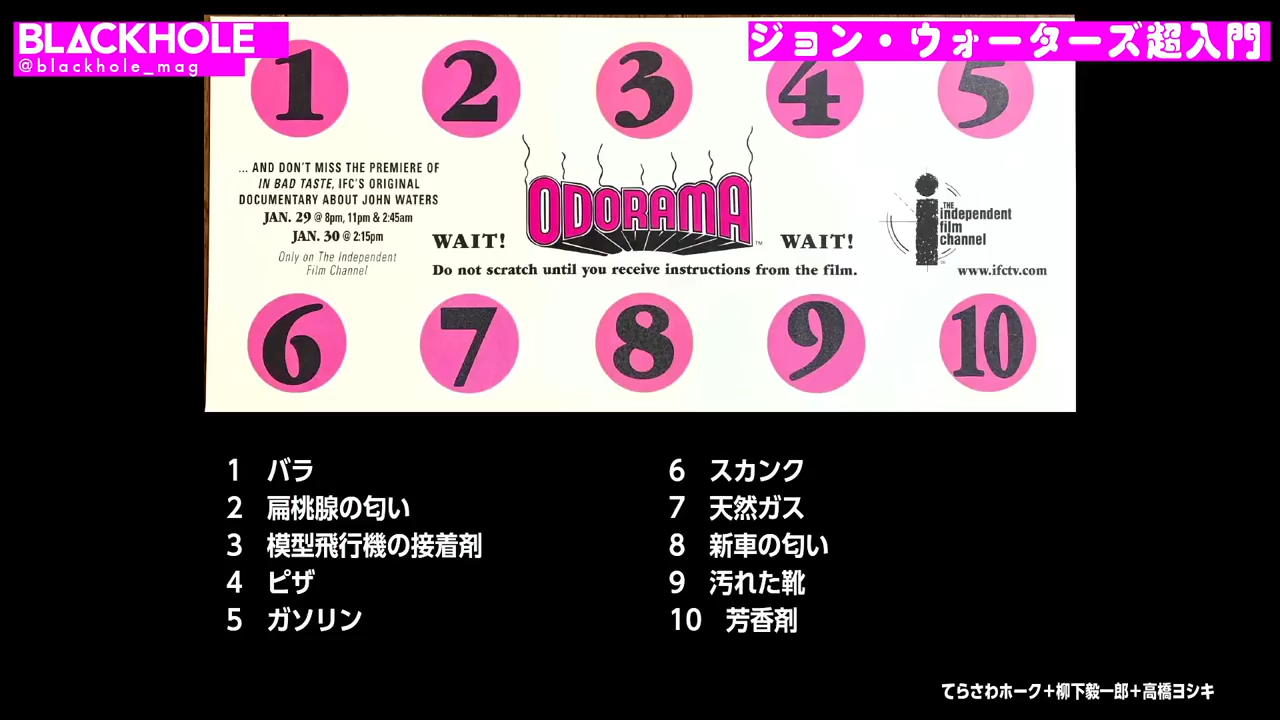 BLACKHOLE
@blackhole_mag
ジョン・ウォーターズ超入門
1 2 3 4 5
... AND DON'T MISS THE PREMIERE OF
IN BAD TASTE, IFC'S ORIGINAL
DOCUMENTARY ABOUT JOHN WATERS
JAN. 29 @ 8pm, 11pm & 2:45am
JAN. 30 @ 2:15pm
Only on The Independent
Film Channel
ODORAMA™
WAIT! WAIT!
Do not scratch until you receive instructions from the film.
THE
independent
film
channel
www.ifctv.com
6 7 8 9 10
1 バラ
2 扁桃腺の匂い
3 模型飛行機の接着剤
4 ピザ
5 ガソリン
6 スカンク
7 天然ガス
8 新車の匂い
9 汚れた靴
10 芳香剤
てらさわホーク＋柳下毅一郎＋高橋ヨシキ